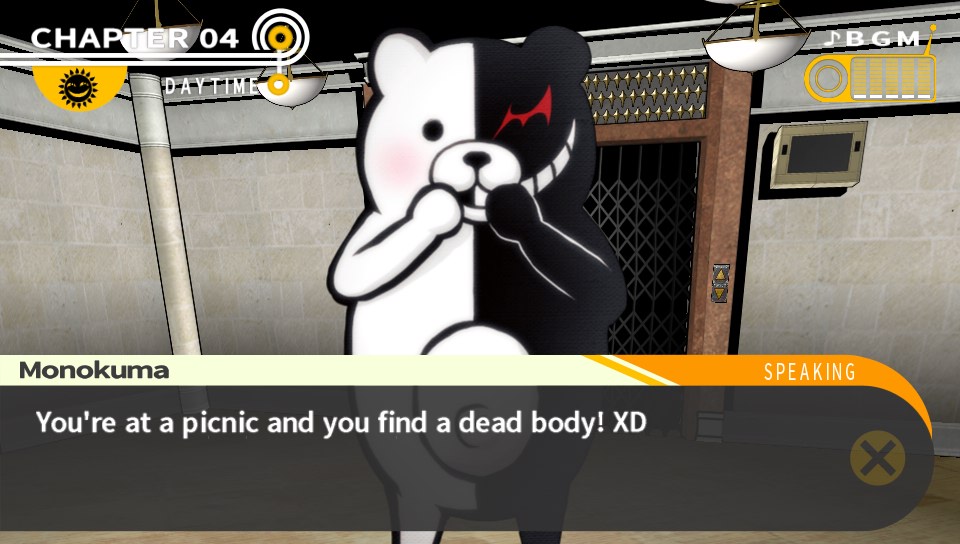 CHAPTER 04
♪BGM
DAYTIME
Monokuma
SPEAKING
You're at a picnic and you find a dead body! XD